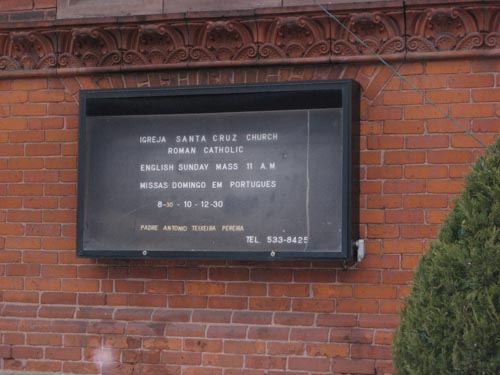 IGREJA SANTA CRUZ CHURCH
ROMAN CATHOLIC
ENGLISH SUNDAY MASS 11 A M
MISSAS DOMINGO EM PORTUGUES
8-30 - 10 - 12-30
PADRE ANTONIO TEIXEIRA PEREIRA
TEL. 533-8425